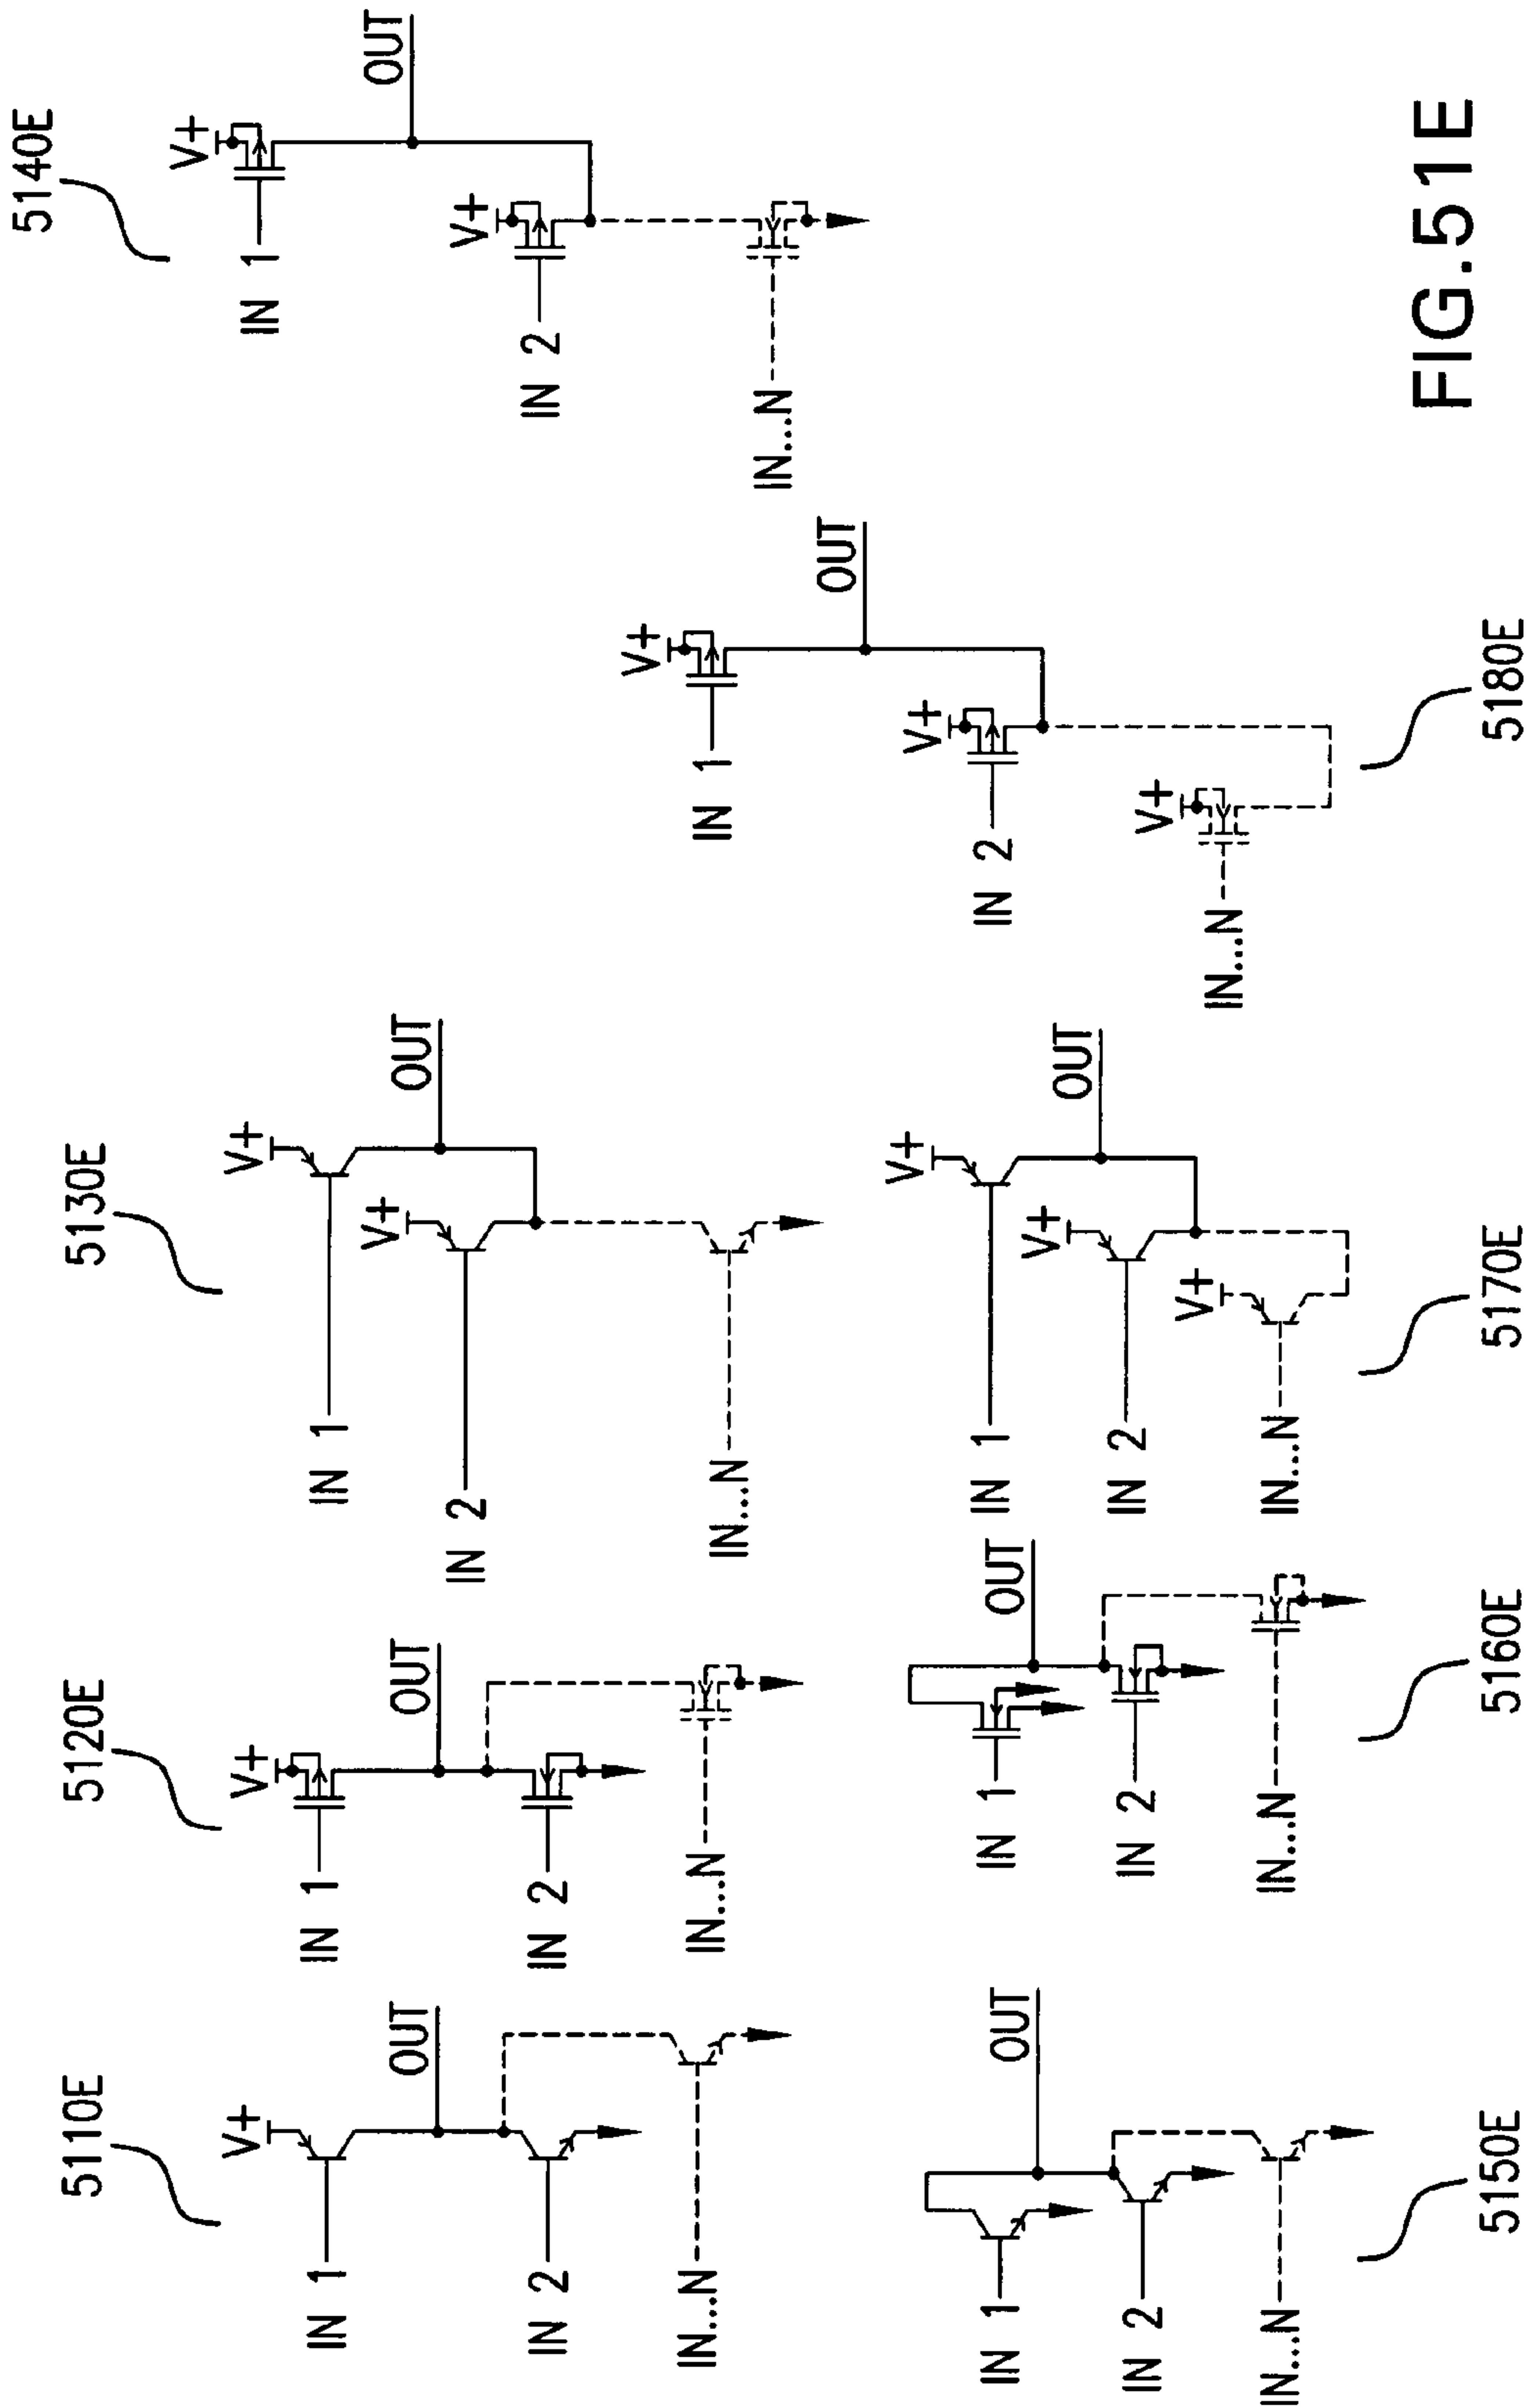 5110E
V+
IN 1
OUT
IN 2
IN...N
5120E
V+
IN 1
OUT
IN 2
IN...N
5130E
V+
IN 1
V+
OUT
IN 2
IN...N
5140E
V+
IN 1
OUT
V+
IN 2
IN...N
OUT
IN 1
IN 2
IN...N
5150E
OUT
IN 1
IN 2
IN...N
5160E
V+
IN 1
V+
OUT
IN 2
V+
IN...N
5170E
V+
IN 1
OUT
V+
IN 2
V+
IN...N
5180E
FIG.51E